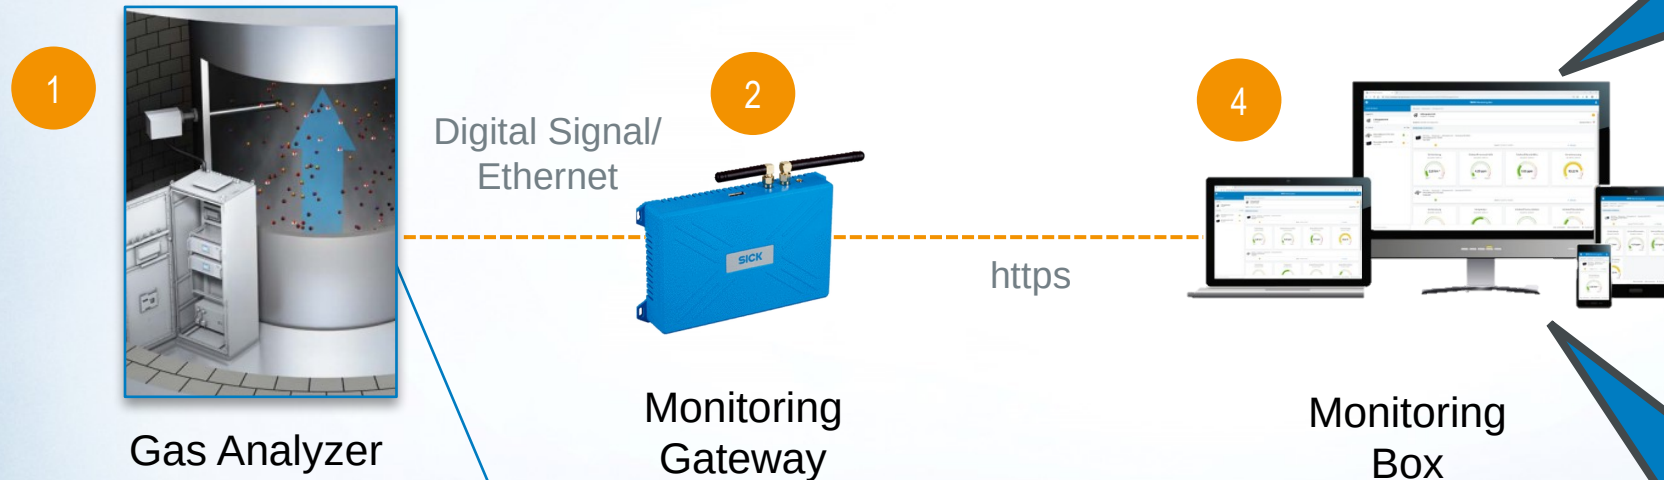 1
2
4
Digital Signal/
Ethernet
SICK
https
Gas Analyzer
Monitoring
Gateway
Monitoring
Box